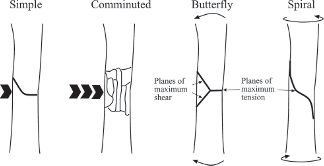 Simple
Comminuted
Butterfly
Spiral
Planes of
maximum
shear
Planes of
maximum
tension